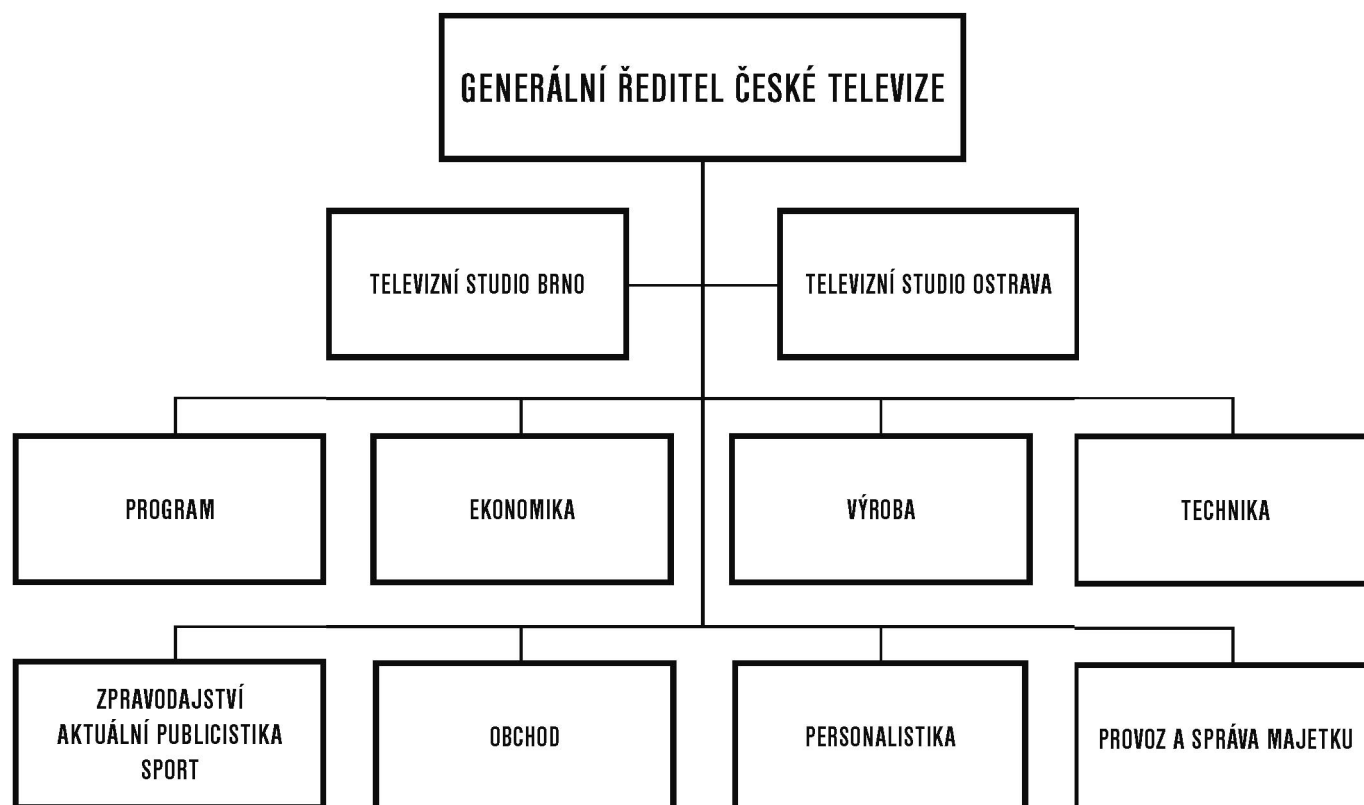 GENERÁLNÍ ŘEDITEL ČESKÉ TELEVIZE
TELEVIZNÍ STUDIO BRNO
TELEVIZNÍ STUDIO OSTRAVA
PROGRAM
EKONOMIKA
VÝROBA
TECHNIKA
ZPRAVODAJSTVÍ
AKTUÁLNÍ PUBLICISTIKA
SPORT
OBCHOD
PERSONALISTIKA
PROVOZ A SPRÁVA MAJETKU